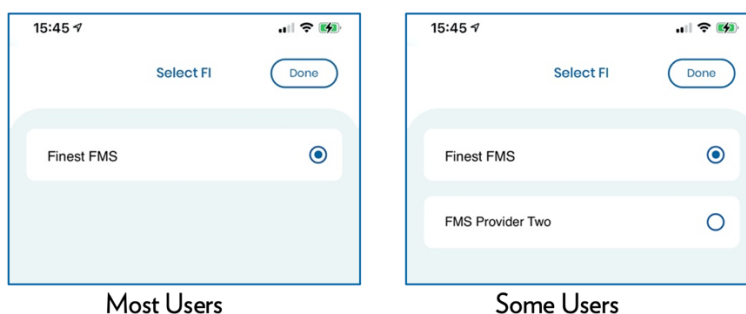 15:45
Select FI
Done
Finest FMS
Most Users
15:45
Select FI
Done
Finest FMS
FMS Provider Two
Some Users